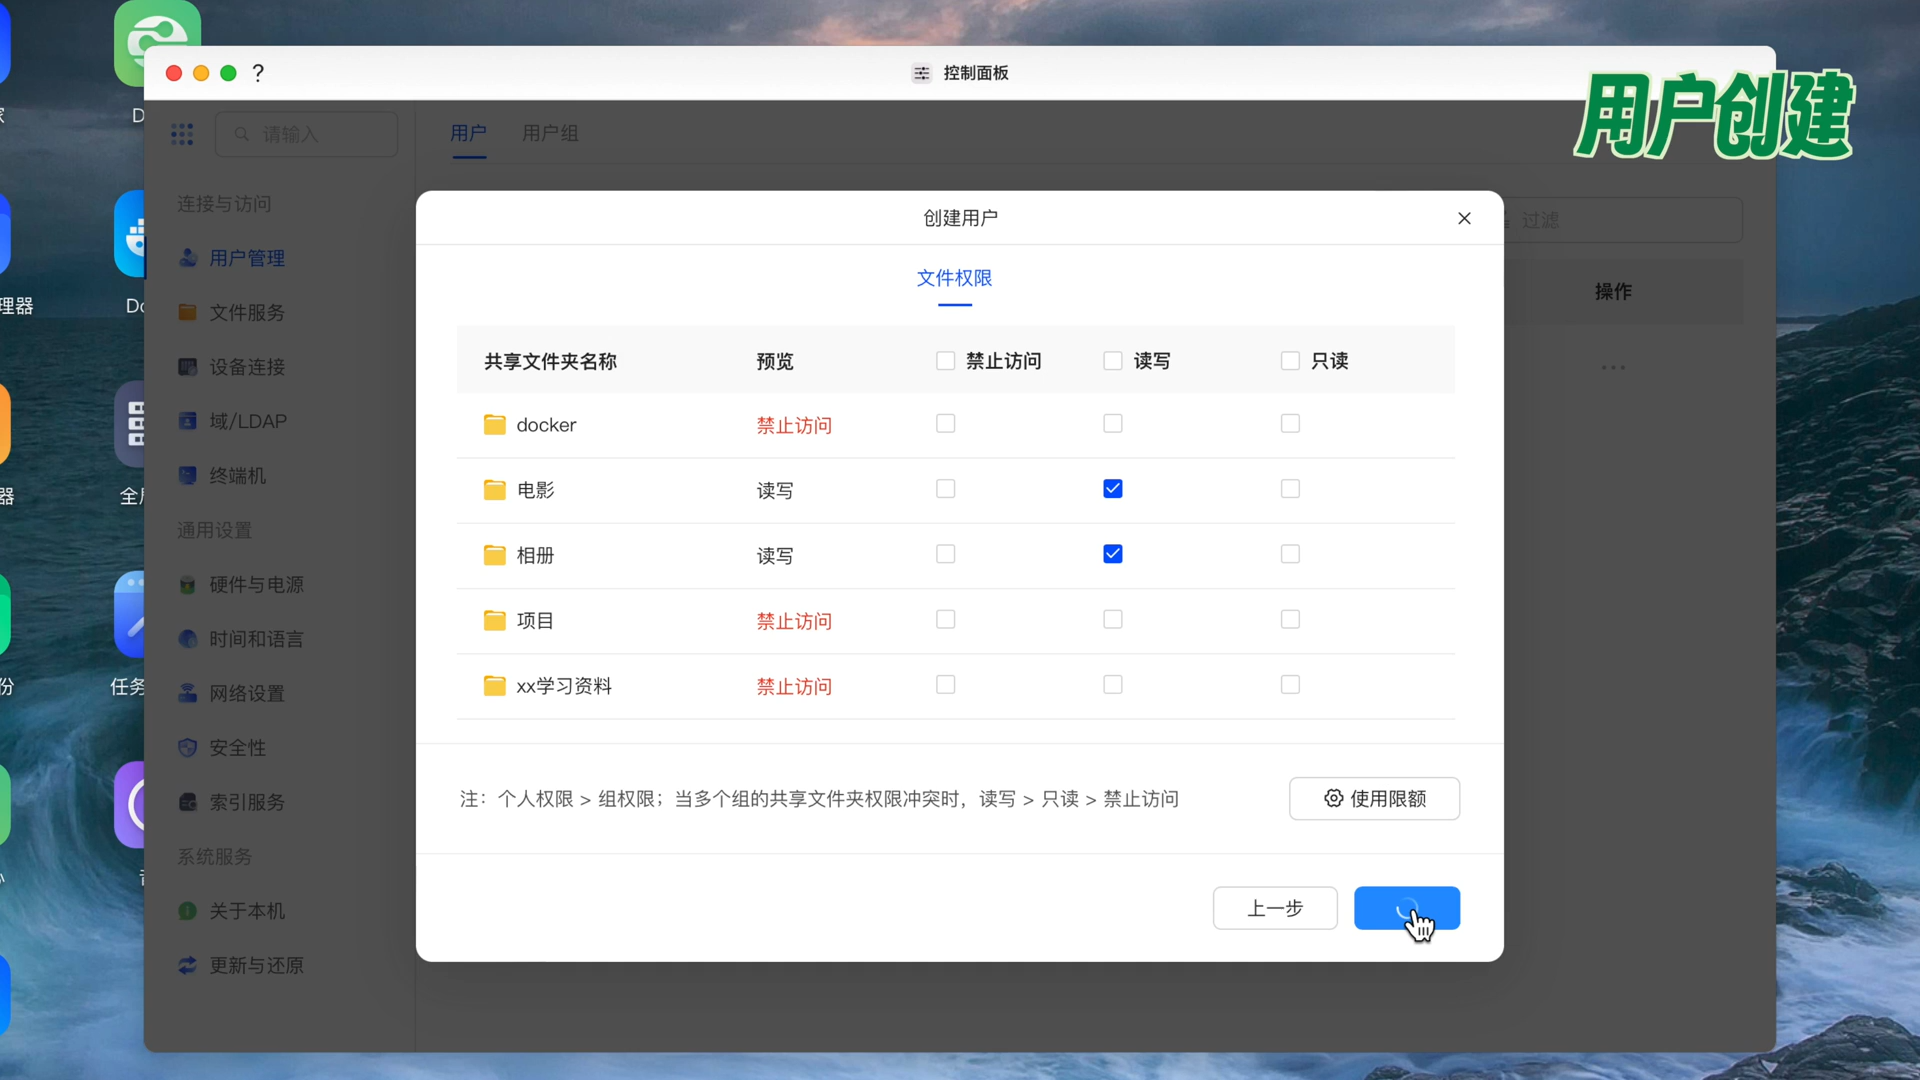 控制面板
用户创建
?
请输入
用户 用户组
连接与访问
用户管理
文件服务
设备连接
域/LDAP
终端机
通用设置
硬件与电源
时间和语言
网络设置
安全性
索引服务
系统服务
关于本机
更新与还原
过滤
操作
创建用户
文件权限
共享文件夹名称 预览 禁止访问 读写 只读
docker 禁止访问
电影 读写
相册 读写
项目 禁止访问
xx学习资料 禁止访问
注：个人权限 > 组权限；当多个组的共享文件夹权限冲突时，读写 > 只读 > 禁止访问
使用限额
上一步
理器
器
份
任务